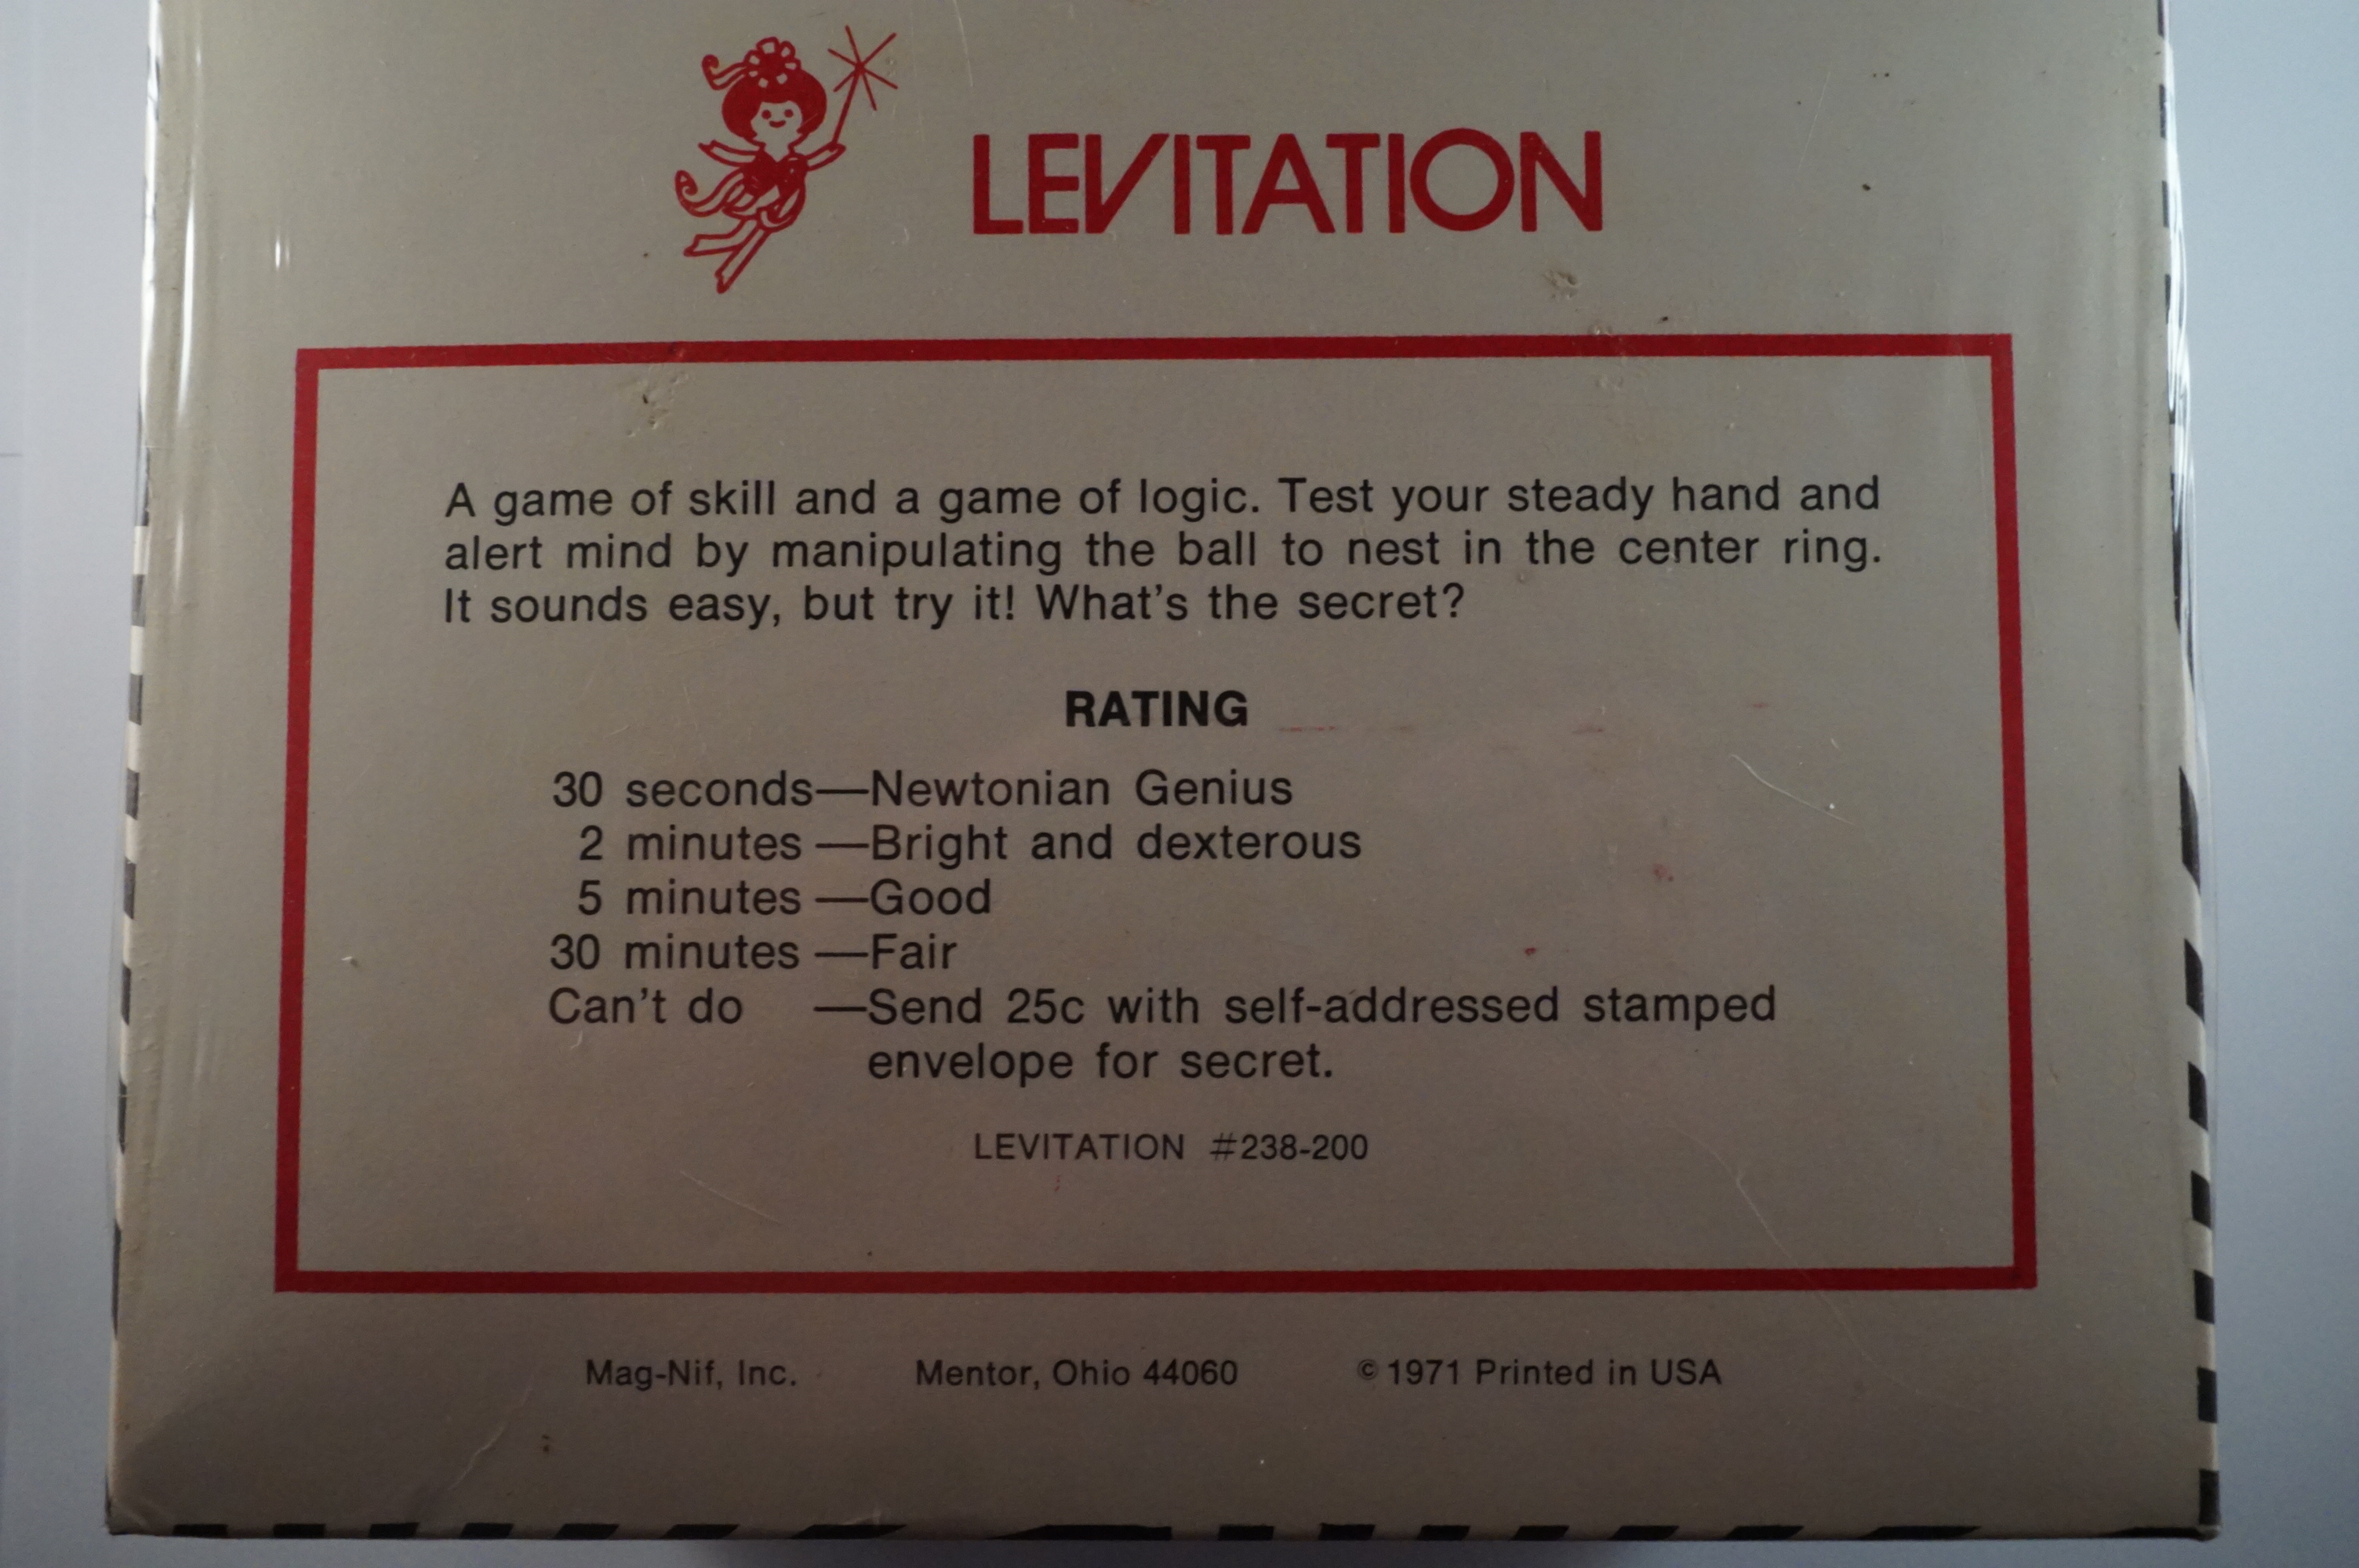 LEVITATION
A game of skill and a game of logic. Test your steady hand and
alert mind by manipulating the ball to nest in the center ring.
It sounds easy, but try it! What's the secret?
RATING
30 seconds—Newtonian Genius
2 minutes —Bright and dexterous
5 minutes —Good
30 minutes —Fair
Can't do —Send 25c with self-addressed stamped
envelope for secret.
LEVITATION #238-200
Mag-Nif, Inc. Mentor, Ohio 44060 © 1971 Printed in USA